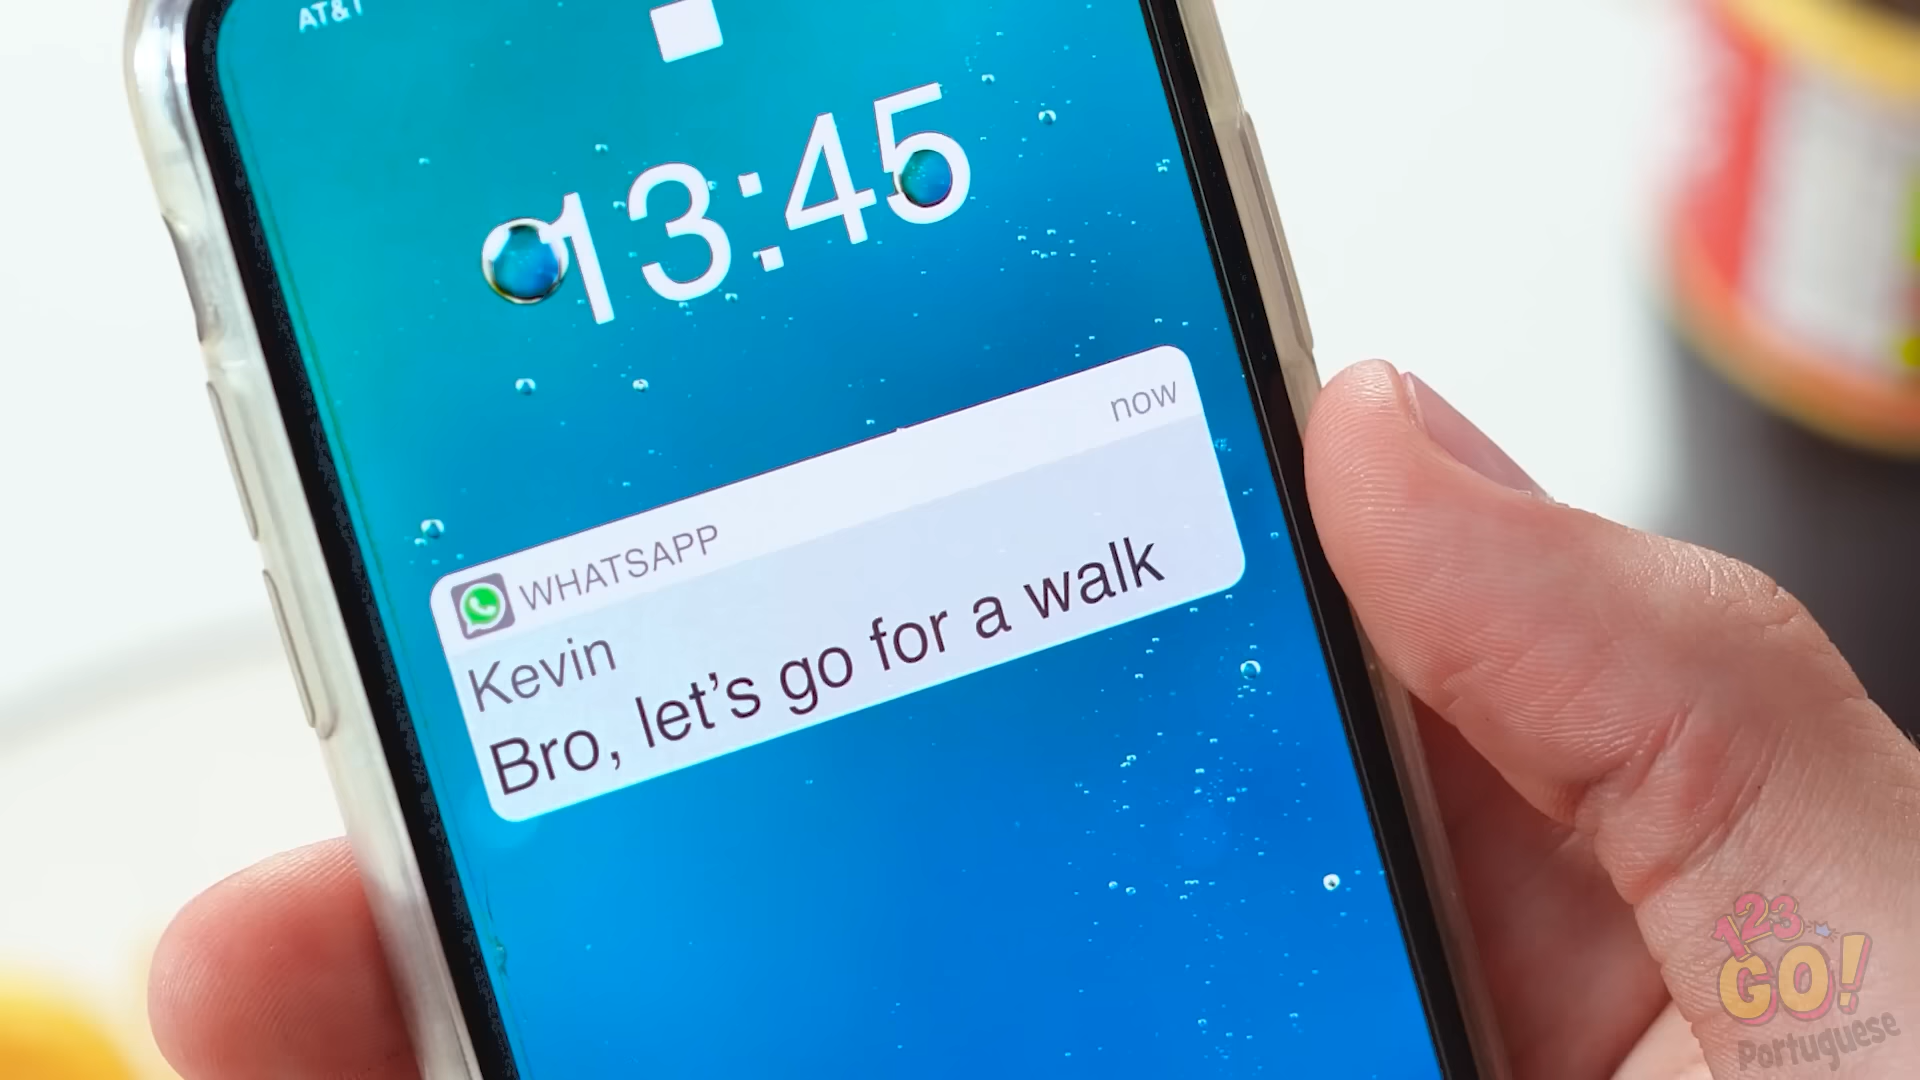 AT&T
13:45
WHATSAPP
now
Kevin
Bro, let's go for a walk
123
GO!
Portuguese